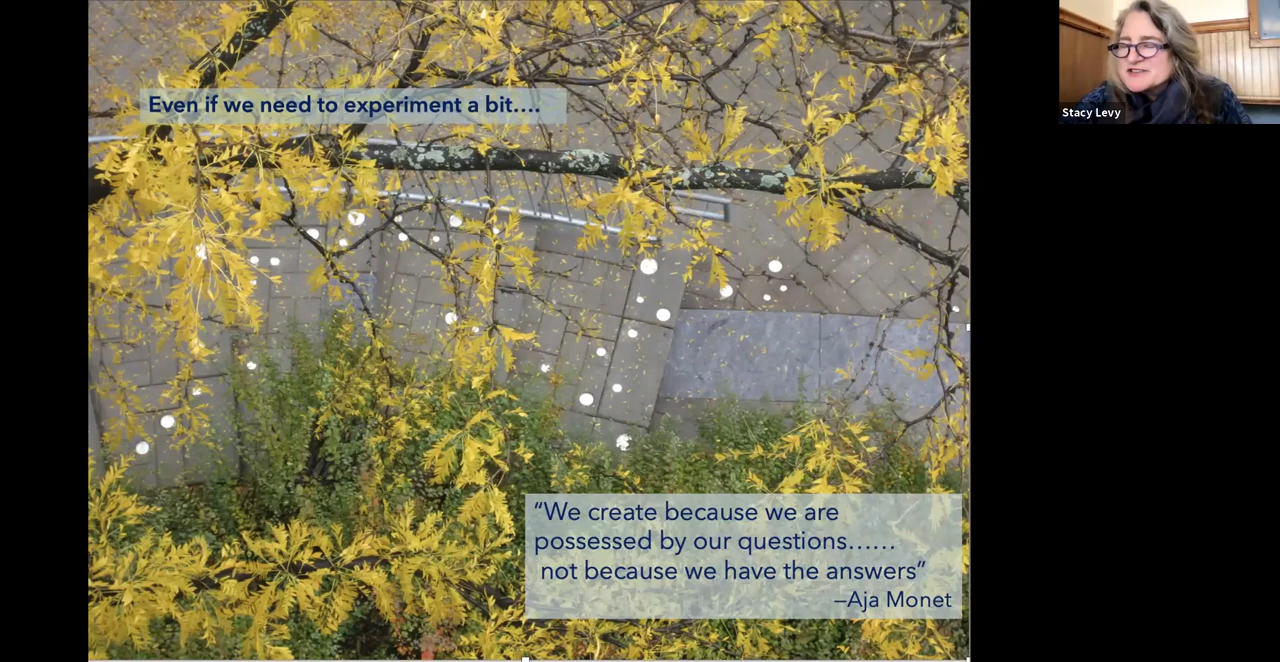 Even if we need to experiment a bit….
Stacy Levy
“We create because we are
possessed by our questions……
not because we have the answers”
–Aja Monet